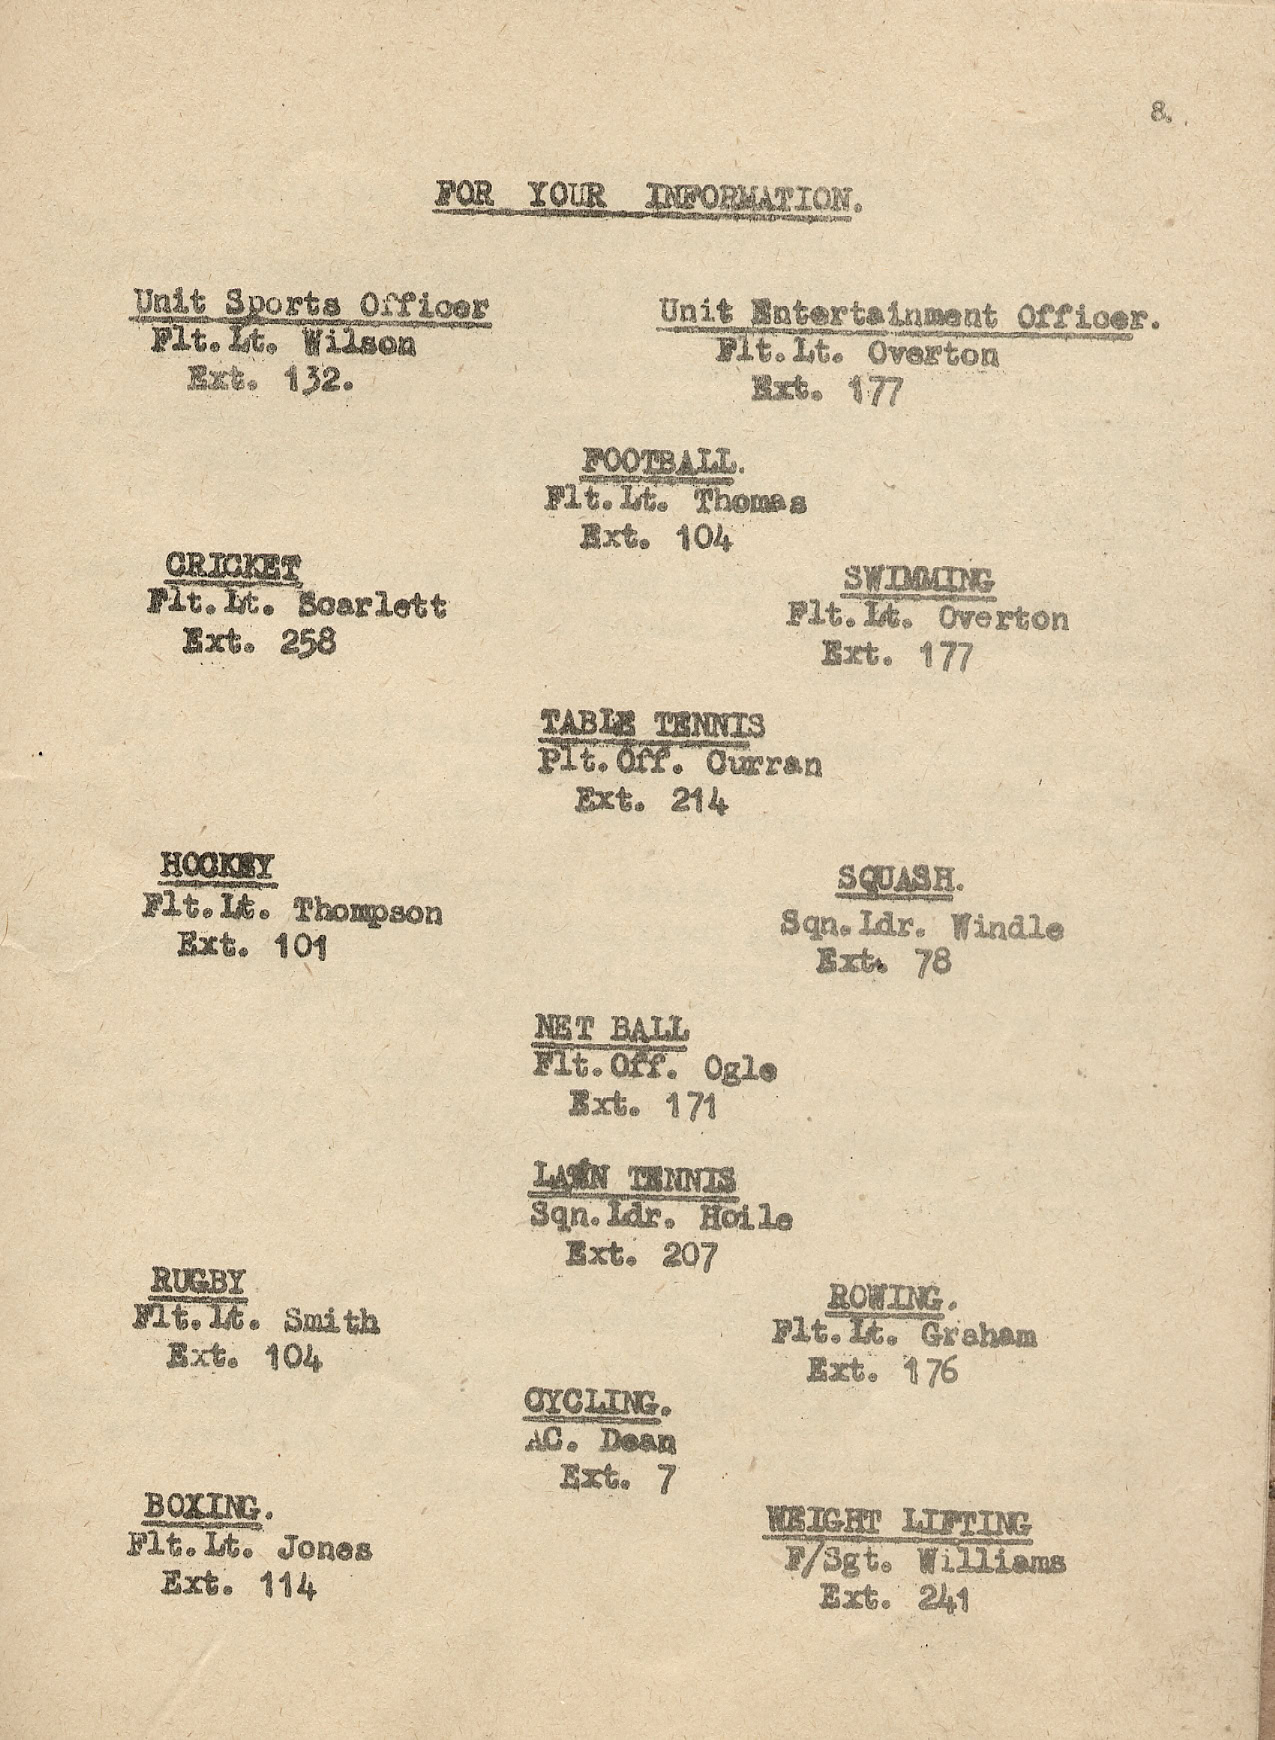 8.
FOR YOUR INFORMATION.
Unit Sports Officer
Flt.Lt. Wilson
Ext. 132.
Unit Entertainment Officer.
Flt.Lt. Overton
Ext. 177
FOOTBALL.
Flt.Lt. Thomas
Ext. 104
CRICKET
Flt.Lt. Scarlett
Ext. 258
SWIMMING
Flt.Lt. Overton
Ext. 177
TABLE TENNIS
Plt.Off. Curran
Ext. 214
HOCKEY
Flt.Lt. Thompson
Ext. 101
SQUASH.
Sqn.Ldr. Windle
Ext. 78
NET BALL
Flt.Off. Ogle
Ext. 171
LAWN TENNIS
Sqn.Ldr. Hoile
Ext. 207
RUGBY
Flt.Lt. Smith
Ext. 104
ROWING.
Flt.Lt. Graham
Ext. 176
CYCLING.
AC. Dean
Ext. 7
BOXING.
Flt.Lt. Jones
Ext. 114
WEIGHT LIFTING
F/Sgt. Williams
Ext. 241